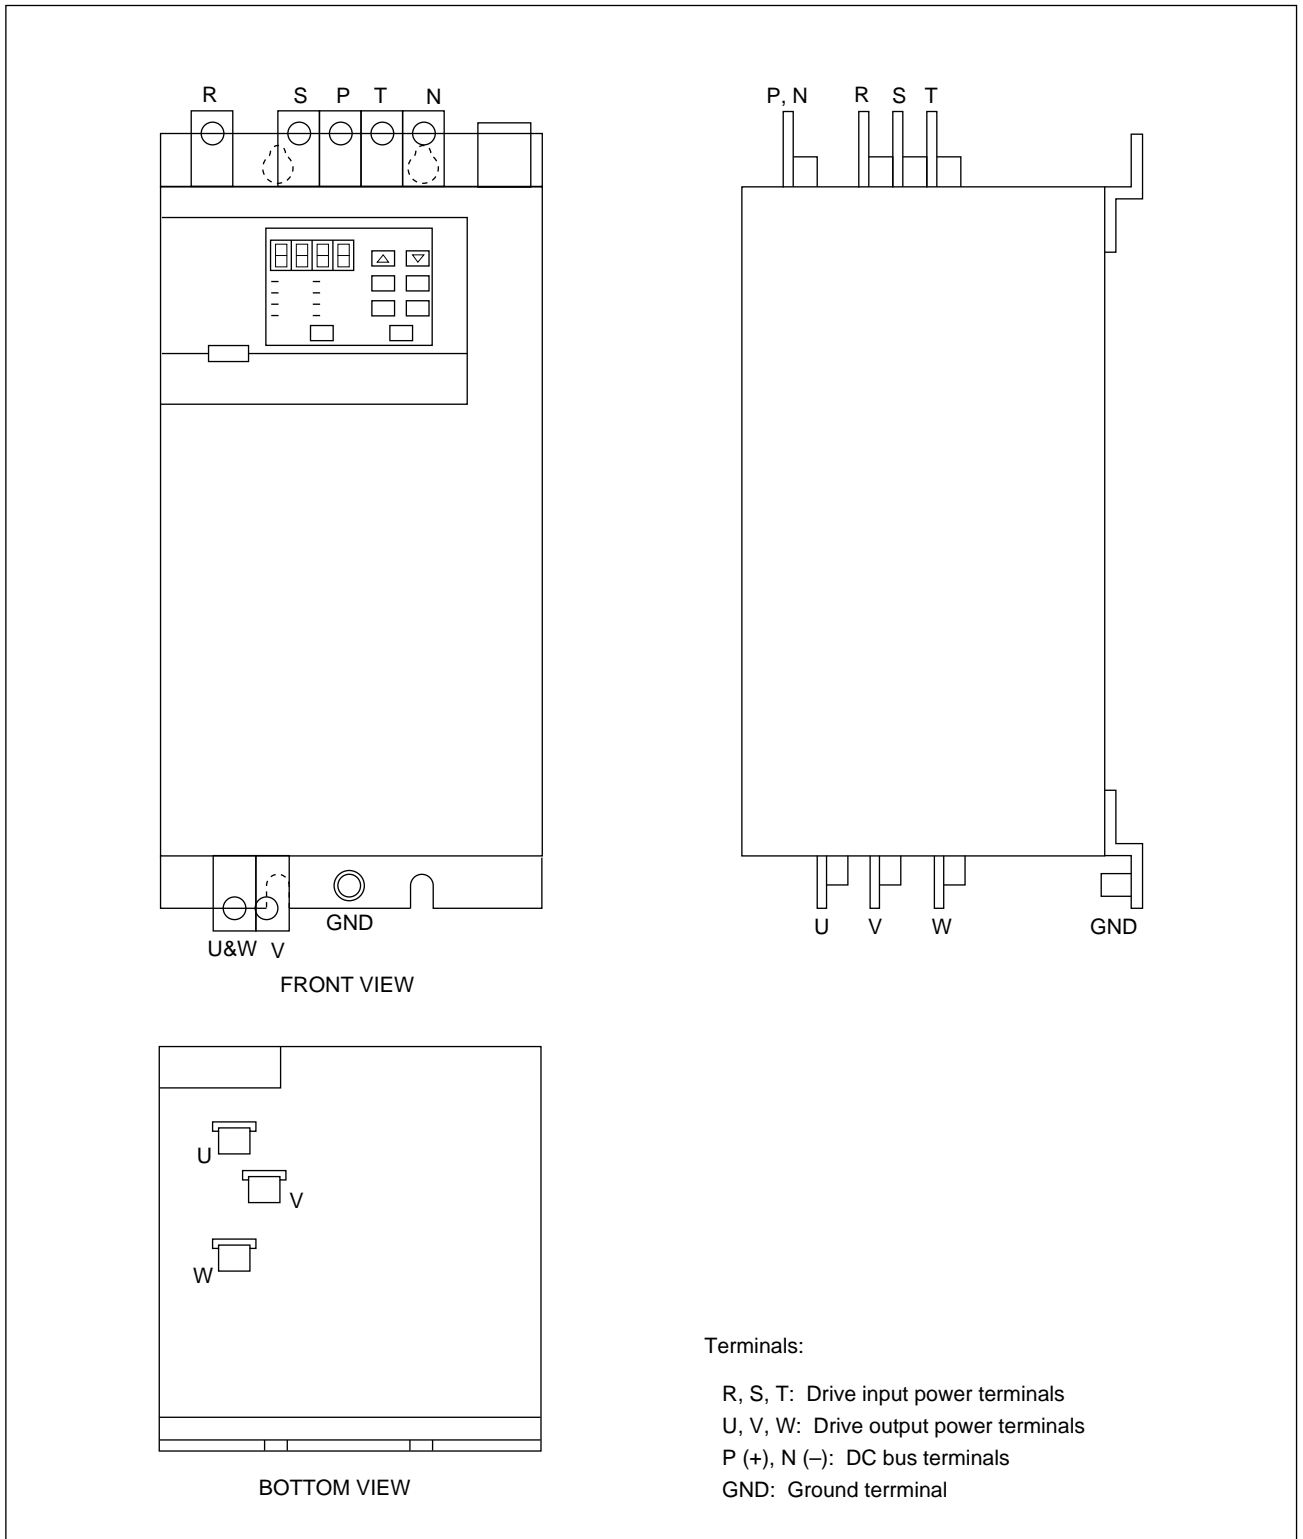 R S P T N
P, N R S T
GND
U&W V
FRONT VIEW
U V W GND
U
V
W
BOTTOM VIEW
Terminals:
R, S, T: Drive input power terminals
U, V, W: Drive output power terminals
P (+), N (–): DC bus terminals
GND: Ground terrminal